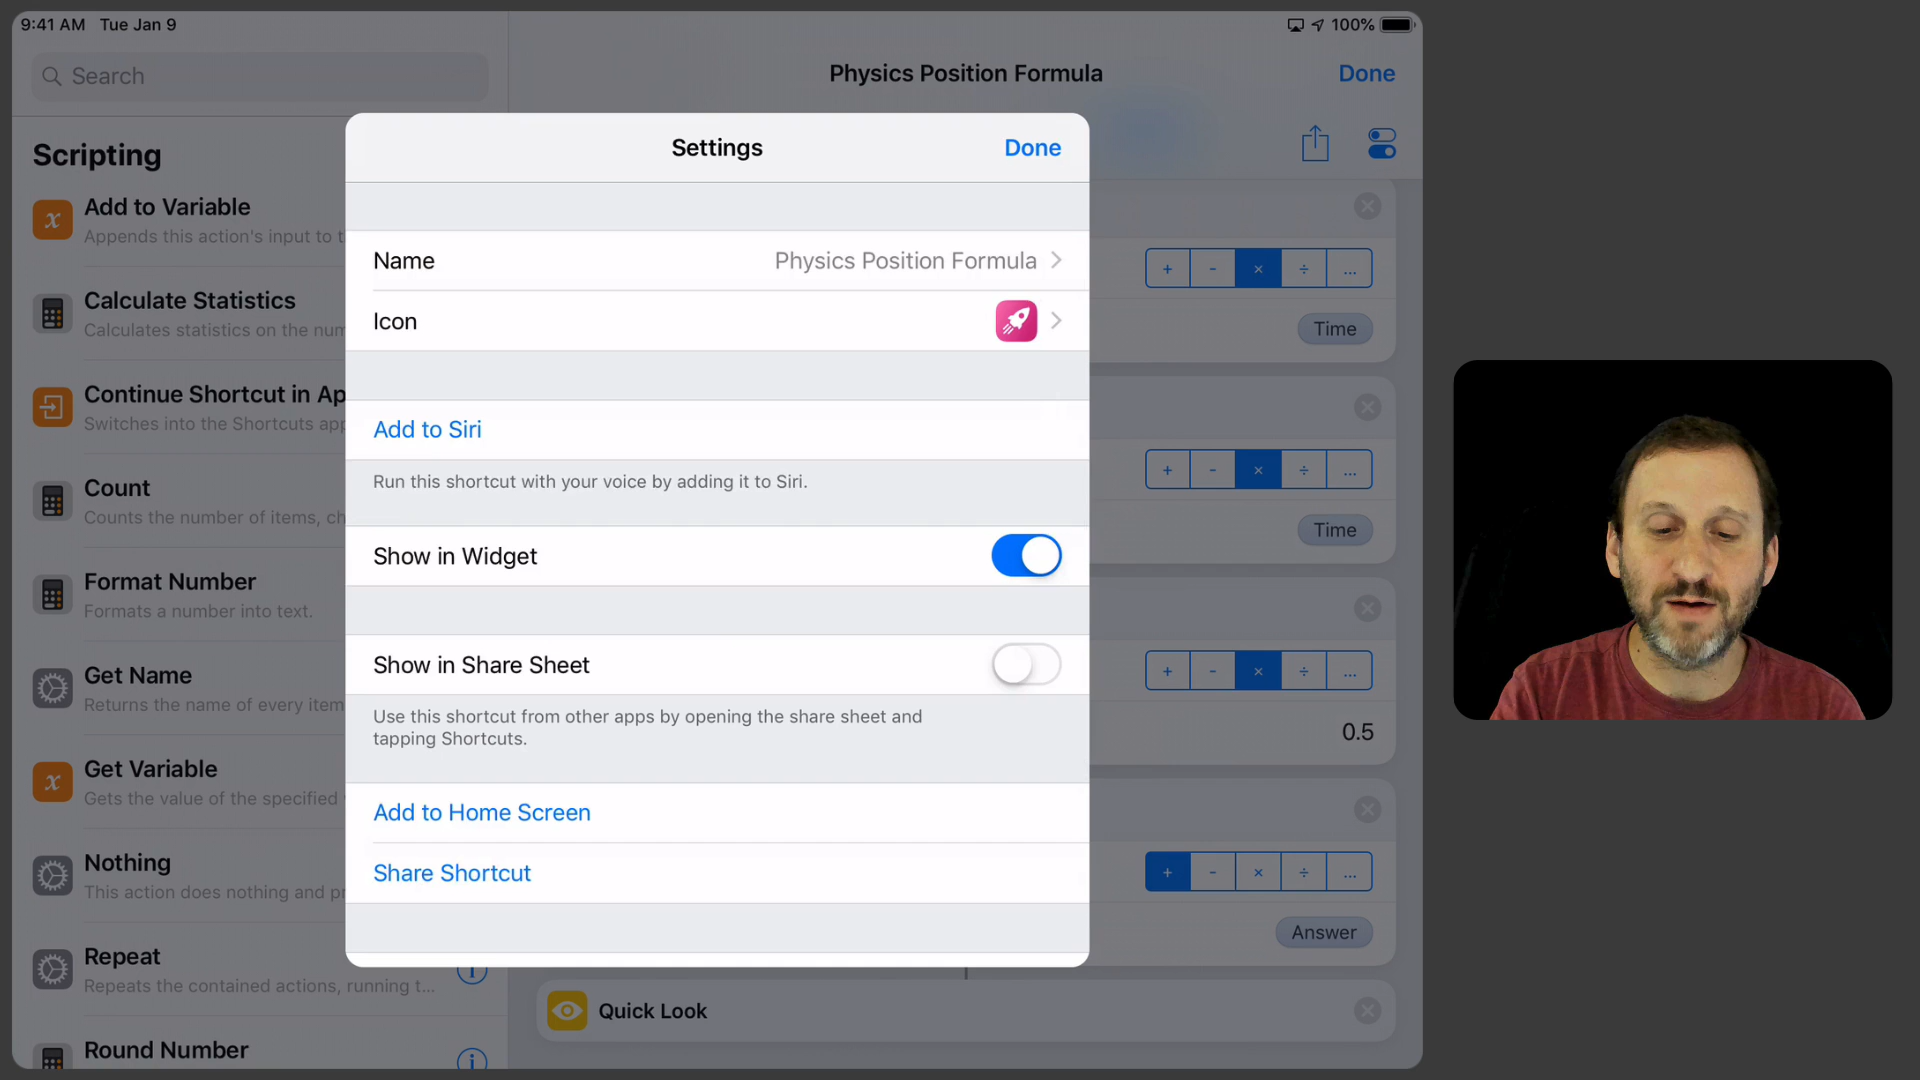 9:41 AM Tue Jan 9
100%
Search
Physics Position Formula
Done
Scripting
Add to Variable
Appends this action's input to t
Calculate Statistics
Calculates statistics on the num
Continue Shortcut in Ap
Switches into the Shortcuts app
Count
Counts the number of items, ch
Format Number
Formats a number into text.
Get Name
Returns the name of every item
Get Variable
Gets the value of the specified
Nothing
This action does nothing and pr
Repeat
Repeats the contained actions, running t...
Round Number
Settings
Done
Name
Physics Position Formula
Icon
Add to Siri
Run this shortcut with your voice by adding it to Siri.
Show in Widget
Show in Share Sheet
Use this shortcut from other apps by opening the share sheet and
tapping Shortcuts.
Add to Home Screen
Share Shortcut
+ - × ÷ ...
Time
+ - × ÷ ...
Time
+ - × ÷ ...
0.5
+ - × ÷ ...
Answer
Quick Look